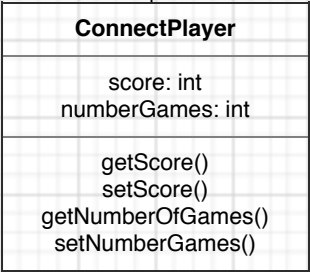 ConnectPlayer
score: int
numberGames: int
getScore()
setScore()
getNumberOfGames()
setNumberGames()